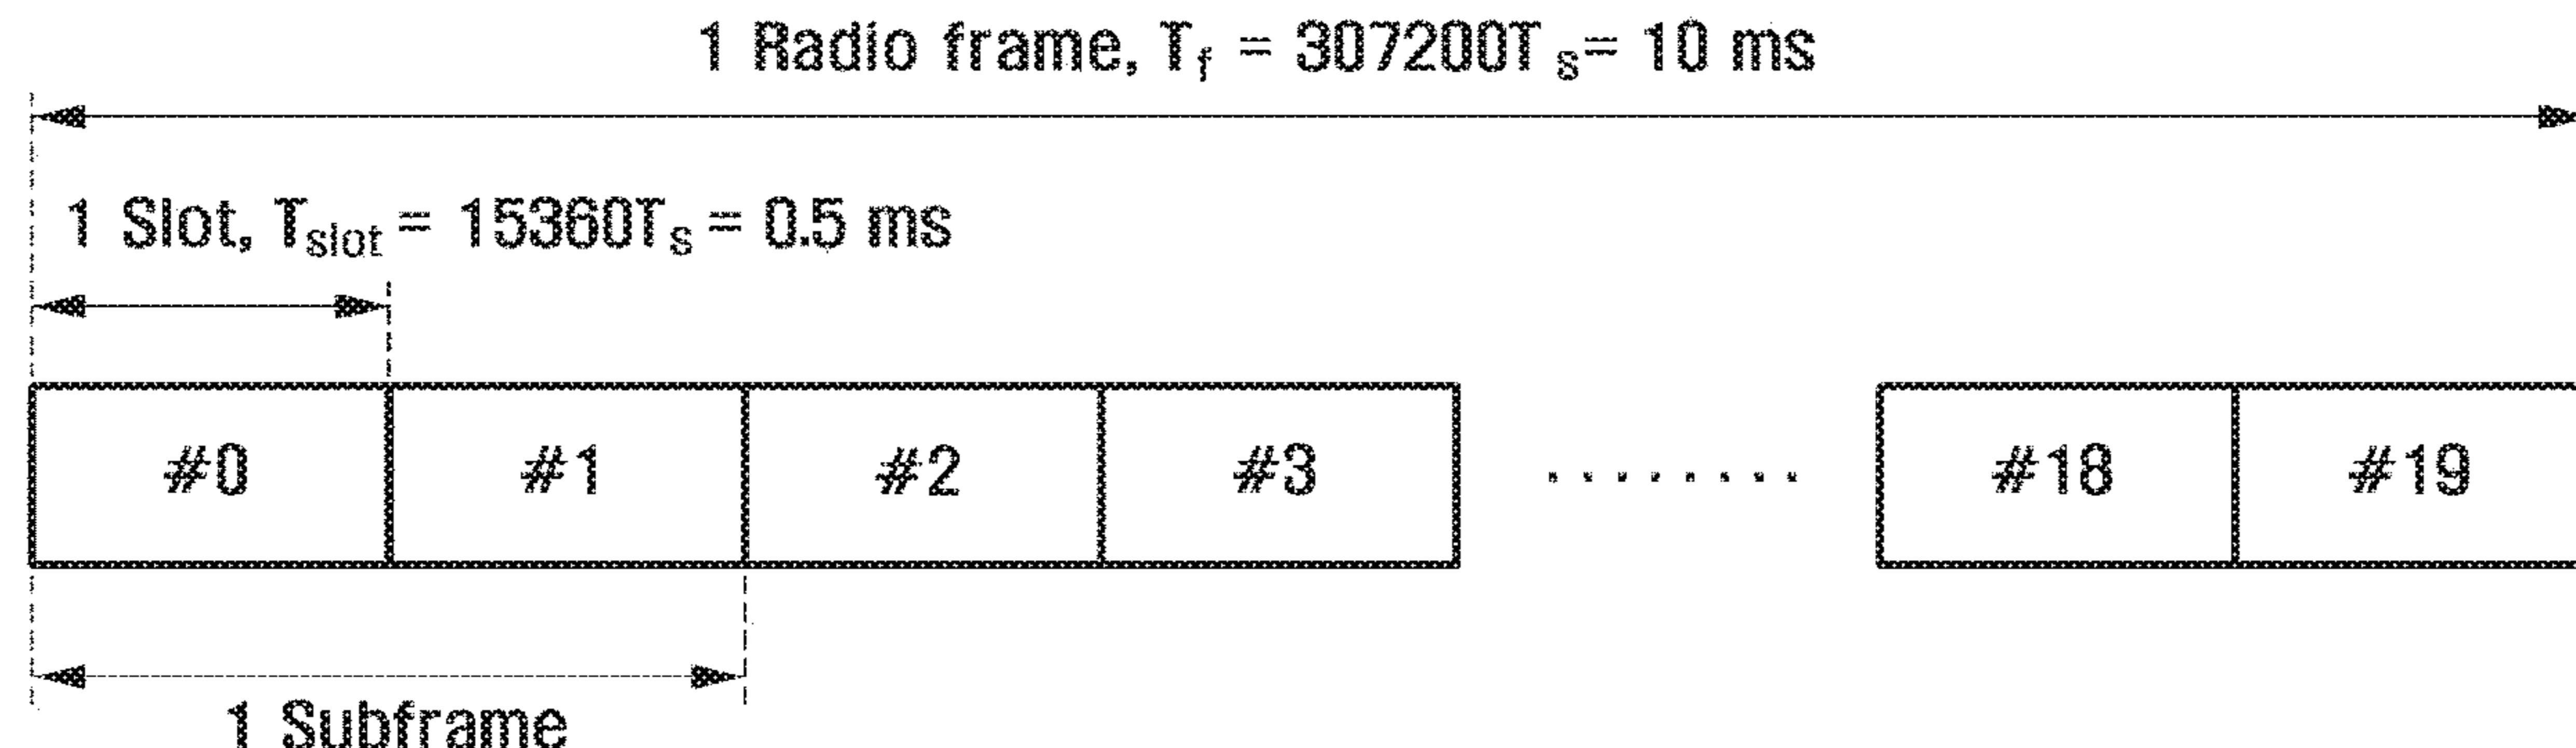 1 Radio frame, Tf = 307200Ts = 10 ms
1 Slot, Tslot = 15360Ts = 0.5 ms
#0 #1 #2 #3 ........ #18 #19
1 Subframe